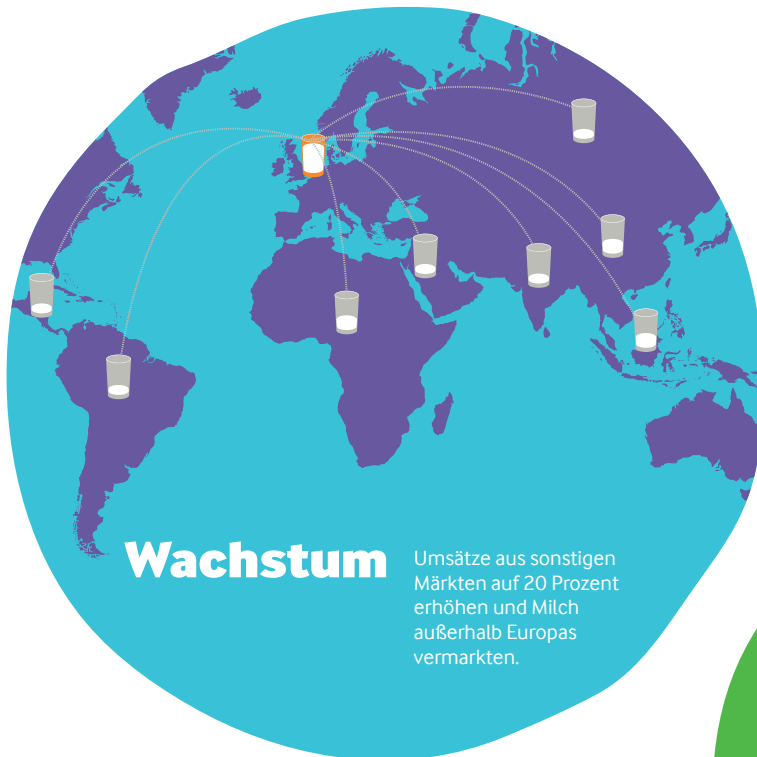 Wachstum
Umsätze aus sonstigen
Märkten auf 20 Prozent
erhöhen und Milch
außerhalb Europas
vermarkten.